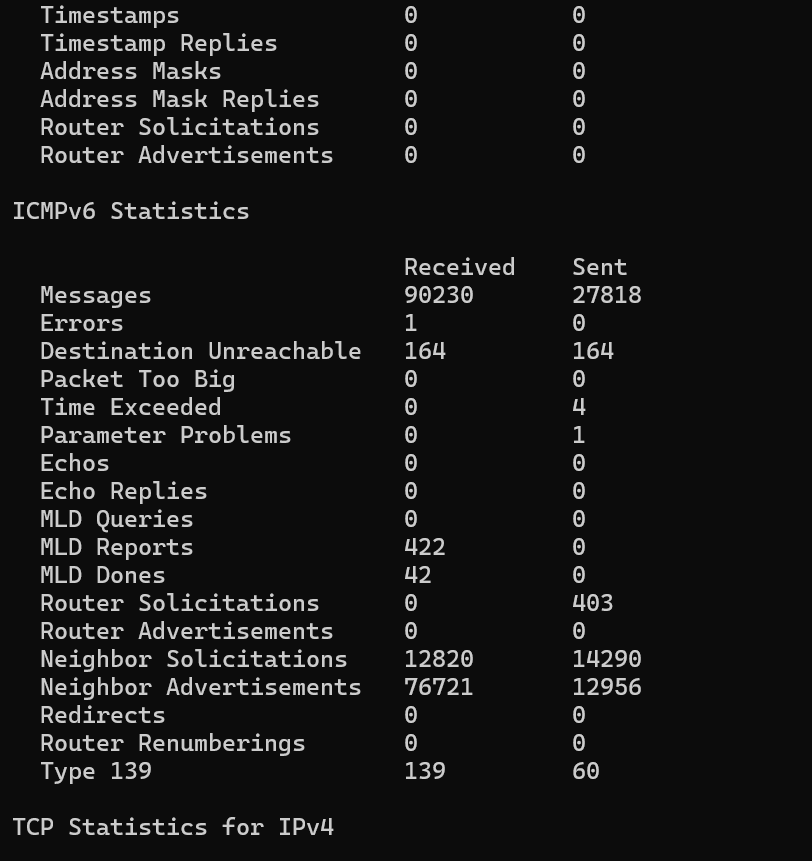 Timestamps 0 0
Timestamp Replies 0 0
Address Masks 0 0
Address Mask Replies 0 0
Router Solicitations 0 0
Router Advertisements 0 0
ICMPv6 Statistics
Received Sent
Messages 90230 27818
Errors 1 0
Destination Unreachable 164 164
Packet Too Big 0 0
Time Exceeded 0 4
Parameter Problems 0 1
Echos 0 0
Echo Replies 0 0
MLD Queries 0 0
MLD Reports 422 0
MLD Dones 42 0
Router Solicitations 0 403
Router Advertisements 0 0
Neighbor Solicitations 12820 14290
Neighbor Advertisements 76721 12956
Redirects 0 0
Router Renumberings 0 0
Type 139 139 60
TCP Statistics for IPv4